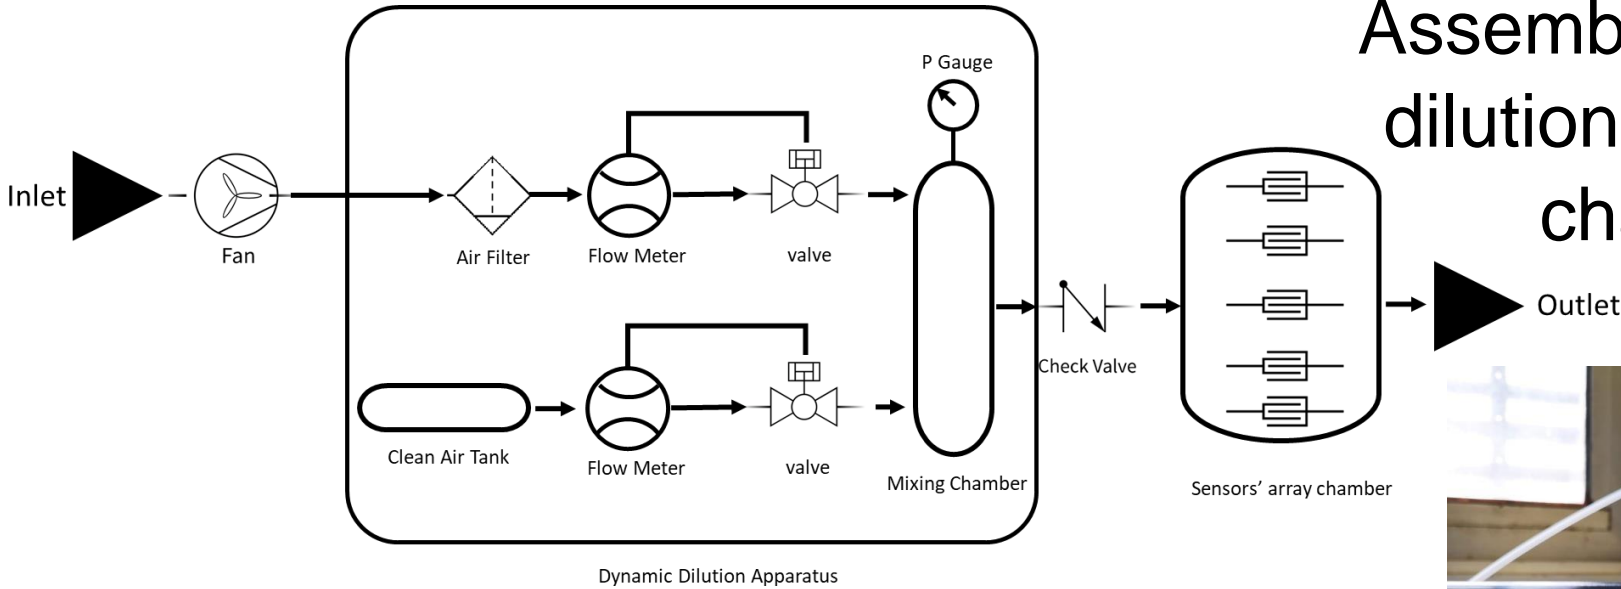 Assemb
dilution
ch
P Gauge
Inlet
Fan
Air Filter
Flow Meter
valve
Outlet
Check Valve
Clean Air Tank
Flow Meter
valve
Mixing Chamber
Sensors' array chamber
Dynamic Dilution Apparatus